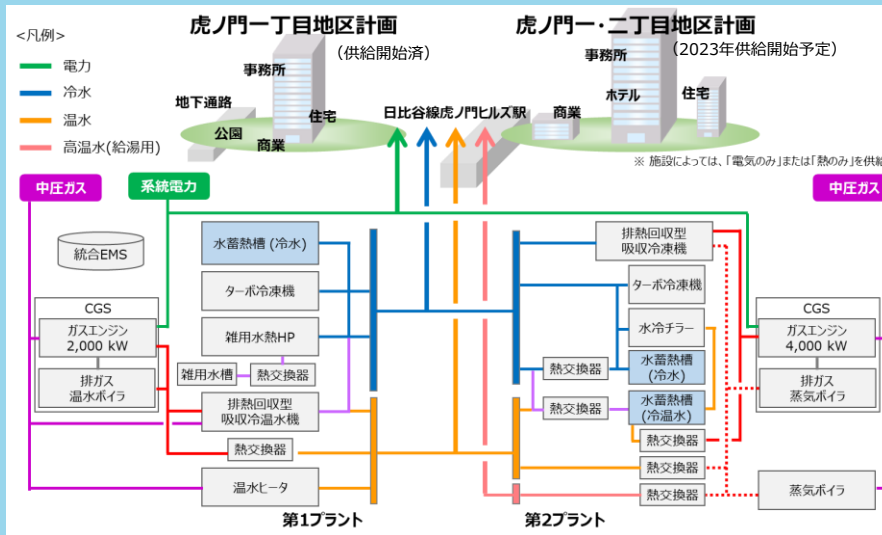 <凡例>
電力
冷水
温水
高温水(給湯用)
虎ノ門一丁目地区計画
(供給開始済)
事務所
地下通路
住宅
公園
商業
日比谷線虎ノ門ヒルズ駅
虎ノ門一・二丁目地区計画
(2023年供給開始予定)
事務所
ホテル
住宅
商業
※ 施設によっては、「電気のみ」または「熱のみ」を供給
中圧ガス
系統電力
中圧ガス
統合EMS
CGS
ガスエンジン
2,000 kW
排ガス
温水ボイラ
水蓄熱槽 (冷水)
ターボ冷凍機
雑用水熱HP
雑用水槽
熱交換器
排熱回収型
吸収冷温水機
熱交換器
温水ヒータ
第1プラント
排熱回収型
吸収冷凍機
ターボ冷凍機
水冷チラー
熱交換器
水蓄熱槽
(冷水)
熱交換器
水蓄熱槽
(冷温水)
熱交換器
熱交換器
熱交換器
第2プラント
CGS
ガスエンジン
4,000 kW
排ガス
蒸気ボイラ
蒸気ボイラ